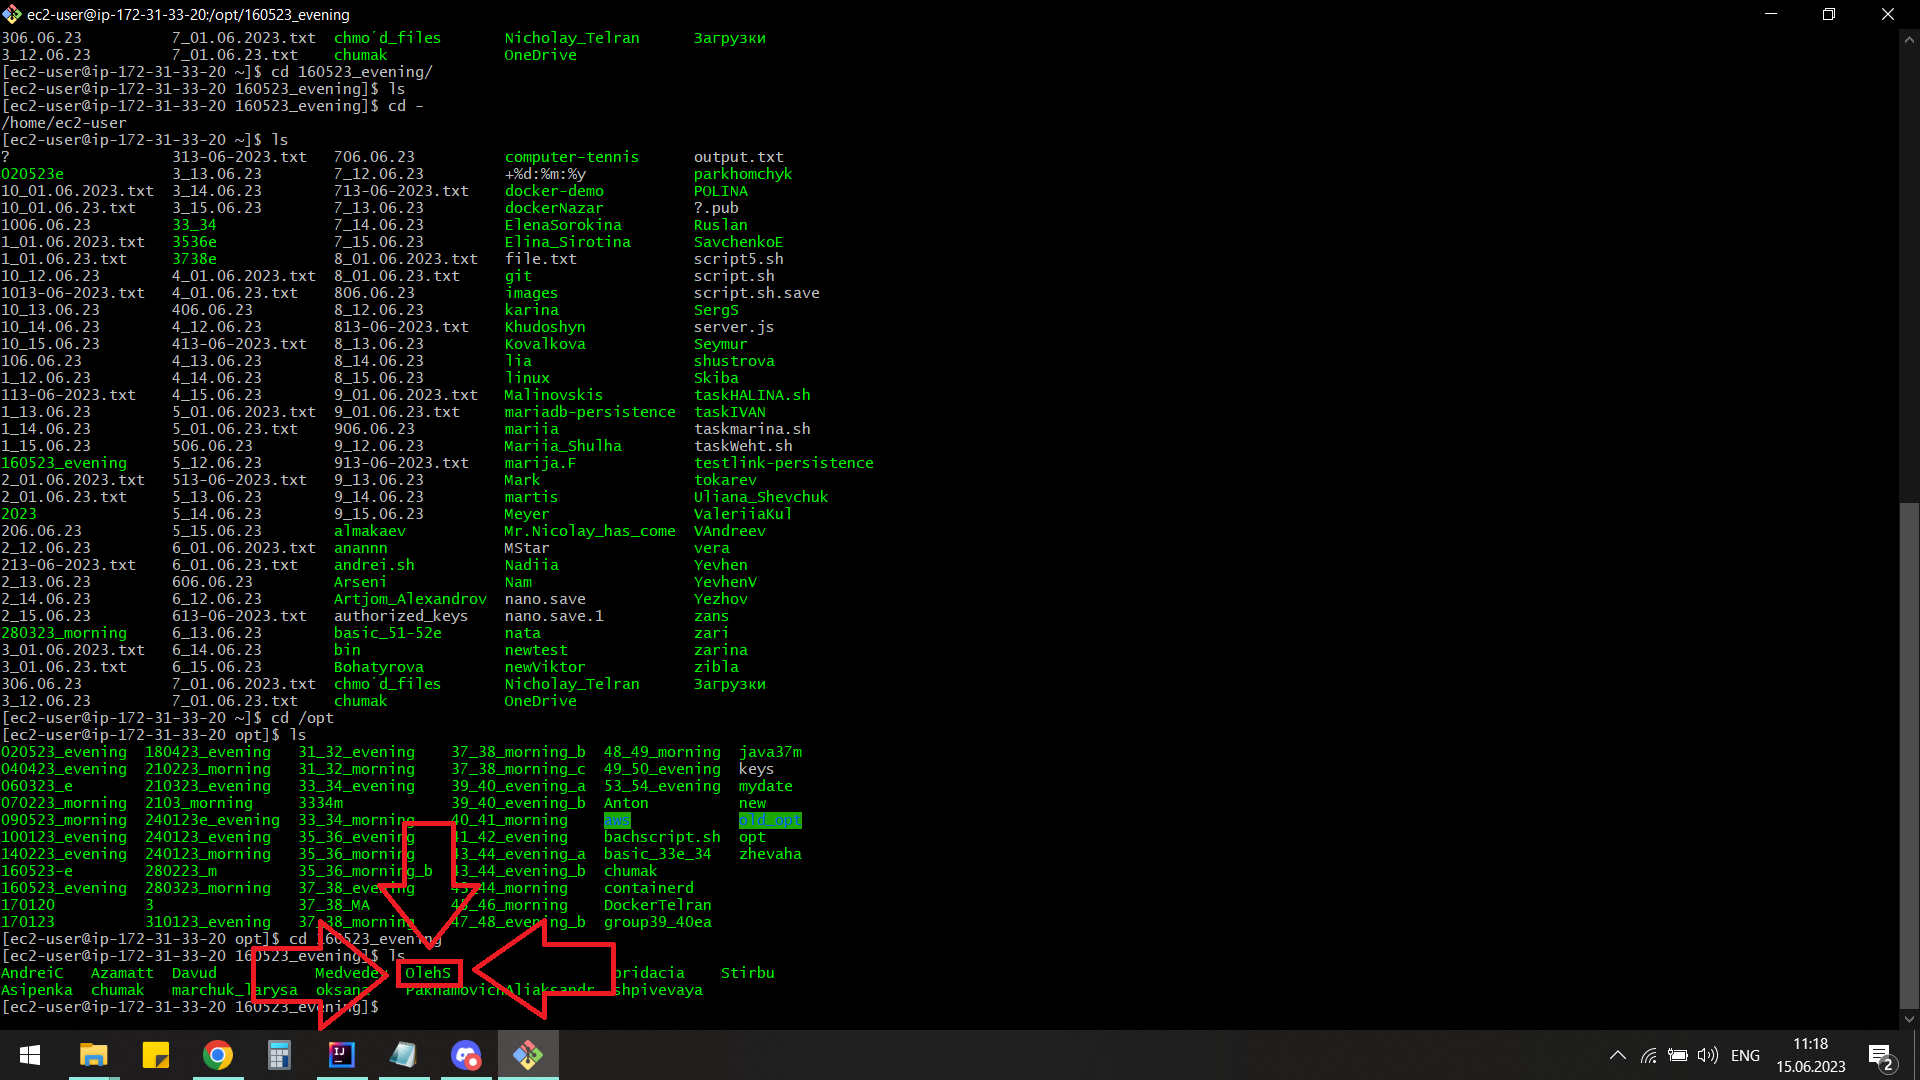 ec2-user@ip-172-31-33-20:/opt/160523_evening
306.06.23 7_01.06.2023.txt chmo´d_files Nicholay_Telran Загрузки
3_12.06.23 7_01.06.23.txt chumak OneDrive
[ec2-user@ip-172-31-33-20 ~]$ cd 160523_evening/
[ec2-user@ip-172-31-33-20 160523_evening]$ ls
[ec2-user@ip-172-31-33-20 160523_evening]$ cd -
/home/ec2-user
[ec2-user@ip-172-31-33-20 ~]$ ls
? 313-06-2023.txt 706.06.23 computer-tennis output.txt
020523e 3_13.06.23 7_12.06.23 +%d:%m:%y parkhomchyk
10_01.06.2023.txt 3_14.06.23 713-06-2023.txt docker-demo POLINA
10_01.06.23.txt 3_15.06.23 7_13.06.23 dockerNazar ?.pub
1006.06.23 33_34 7_14.06.23 ElenaSorokina Ruslan
1_01.06.2023.txt 3536e 7_15.06.23 Elina_Sirotina SavchenkoE
1_01.06.23.txt 3738e 8_01.06.2023.txt file.txt script5.sh
10_12.06.23 4_01.06.2023.txt 8_01.06.23.txt git script.sh
1013-06-2023.txt 4_01.06.23.txt 806.06.23 images script.sh.save
10_13.06.23 406.06.23 8_12.06.23 karina SergS
10_14.06.23 4_12.06.23 813-06-2023.txt Khudoshyn server.js
10_15.06.23 413-06-2023.txt 8_13.06.23 Kovalkova Seymur
106.06.23 4_13.06.23 8_14.06.23 lia shustrova
1_12.06.23 4_14.06.23 8_15.06.23 linux Skiba
113-06-2023.txt 4_15.06.23 9_01.06.2023.txt Malinovskis taskHALINA.sh
1_13.06.23 5_01.06.2023.txt 9_01.06.23.txt mariadb-persistence taskIVAN
1_14.06.23 5_01.06.23.txt 906.06.23 mariia taskmarina.sh
1_15.06.23 506.06.23 9_12.06.23 Mariia_Shulha taskWeht.sh
160523_evening 5_12.06.23 913-06-2023.txt marija.F testlink-persistence
2_01.06.2023.txt 513-06-2023.txt 9_13.06.23 Mark tokarev
2_01.06.23.txt 5_13.06.23 9_14.06.23 martis Uliana_Shevchuk
2023 5_14.06.23 9_15.06.23 Meyer ValeriiaKul
206.06.23 5_15.06.23 almakaev Mr.Nicolay_has_come VAndreev
2_12.06.23 6_01.06.2023.txt anannn MStar vera
213-06-2023.txt 6_01.06.23.txt andrei.sh Nadiia Yevhen
2_13.06.23 606.06.23 Arseni Nam YevhenV
2_14.06.23 6_12.06.23 Artjom_Alexandrov nano.save Yezhov
2_15.06.23 613-06-2023.txt authorized_keys nano.save.1 zans
280323_morning 6_13.06.23 basic_51-52e nata zari
3_01.06.2023.txt 6_14.06.23 bin newtest zarina
3_01.06.23.txt 6_15.06.23 Bohatyrova newViktor zibla
306.06.23 7_01.06.2023.txt chmo´d_files Nicholay_Telran Загрузки
3_12.06.23 7_01.06.23.txt chumak OneDrive
[ec2-user@ip-172-31-33-20 ~]$ cd /opt
[ec2-user@ip-172-31-33-20 opt]$ ls
020523_evening 180423_evening 31_32_evening 37_38_morning_b 48_49_morning java37m
040423_evening 210223_morning 31_32_morning 37_38_morning_c 49_50_evening keys
060323_e 210323_evening 33_34_evening 39_40_evening_a 53_54_evening mydate
070223_morning 2103_morning 3334m 39_40_evening_b Anton new
090523_morning 240123e_evening 33_34_morning 40_41_morning aws old_opt
100123_evening 240123_evening 35_36_evening 41_42_evening bachscript.sh opt
140223_evening 240123_morning 35_36_morning 43_44_evening_a basic_33e_34 zhevaha
160523-e 280223_m 35_36_morning_b 43_44_evening_b chumak
160523_evening 280323_morning 37_38_evening 43_44_morning containerd
170120 3 37_38_MA 45_46_morning DockerTelran
170123 310123_evening 37_38_morning 47_48_evening_b group39_40ea
[ec2-user@ip-172-31-33-20 opt]$ cd 160523_evening
[ec2-user@ip-172-31-33-20 160523_evening]$ ls
AndreiC Azamatt Davud Medvedev OlehS Stirbu
Asipenka chumak marchuk_larysa oksana PakhamovichAliaksandr shpivevaya
[ec2-user@ip-172-31-33-20 160523_evening]$
ENG
11:18
15.06.2023
2